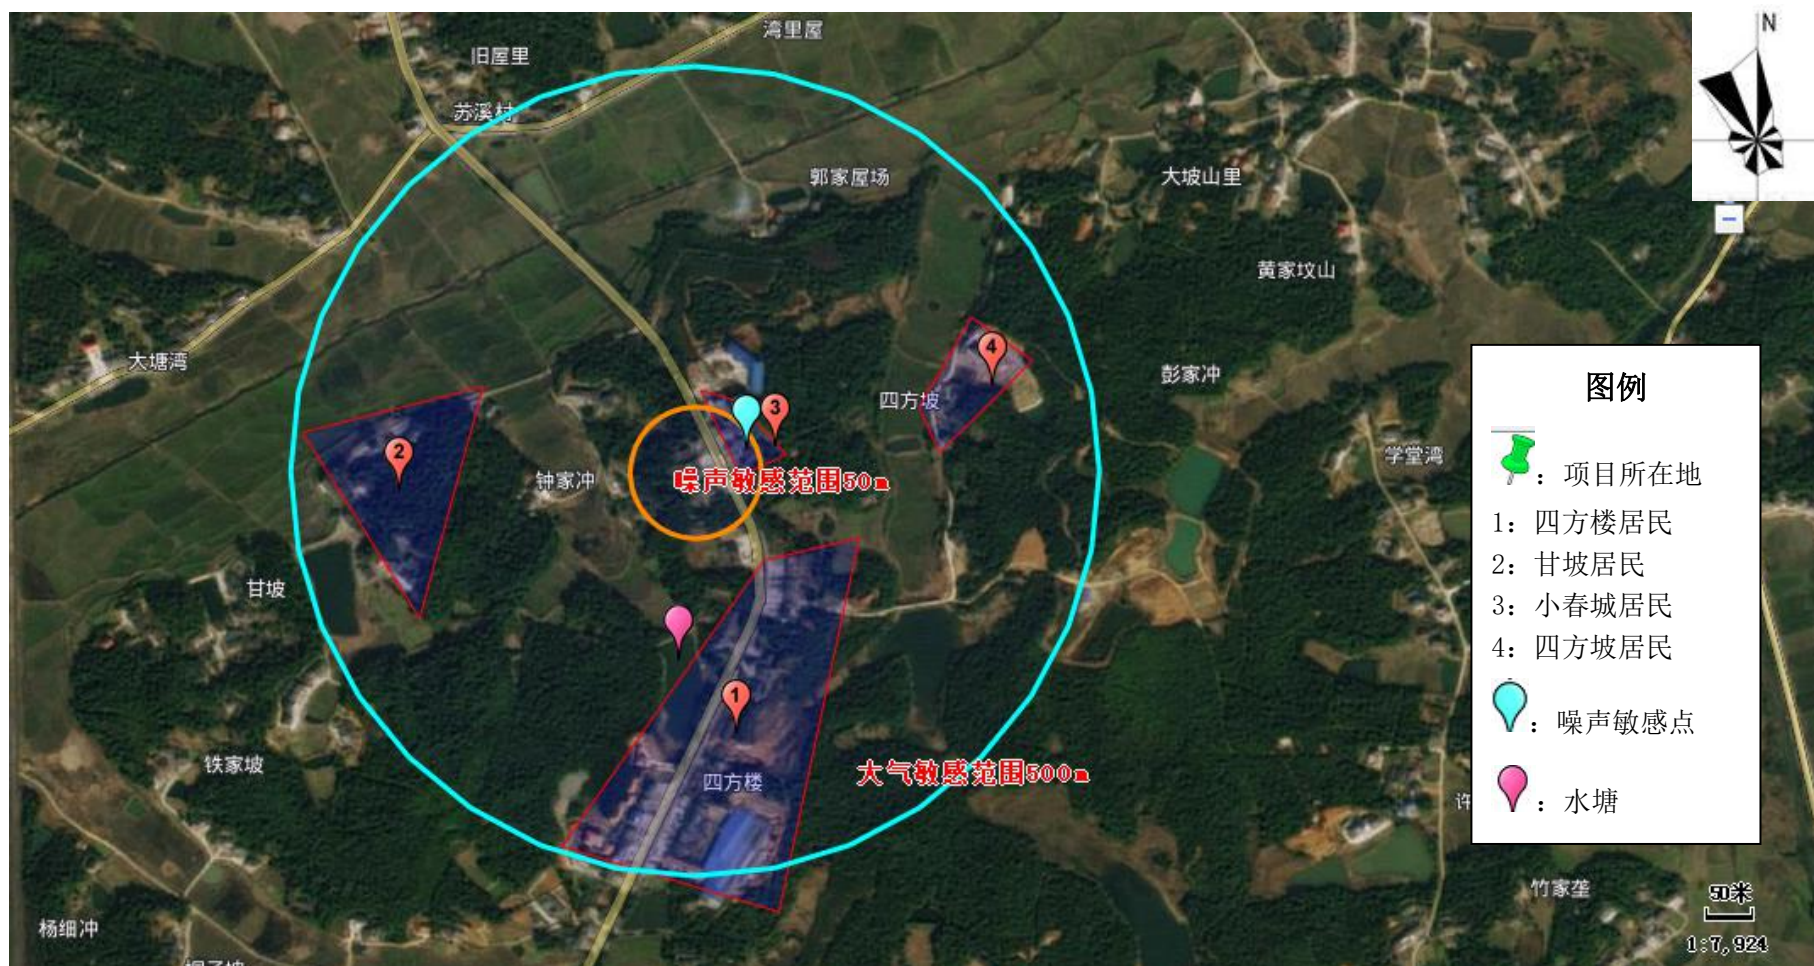 湾里屋
N
旧屋里
苏溪村
郭家屋场
大坡山里
黄家坟山
大塘湾
4
彭家冲
四方坡
3
2
钟家冲
学堂湾
噪声敏感范围50m
甘坡
1
铁家坡
四方楼
大气敏感范围500m
许
竹家垄
杨细冲
图例
：项目所在地
1：四方楼居民
2：甘坡居民
3：小春城居民
4：四方坡居民
：噪声敏感点
：水塘
50米
1:7,924